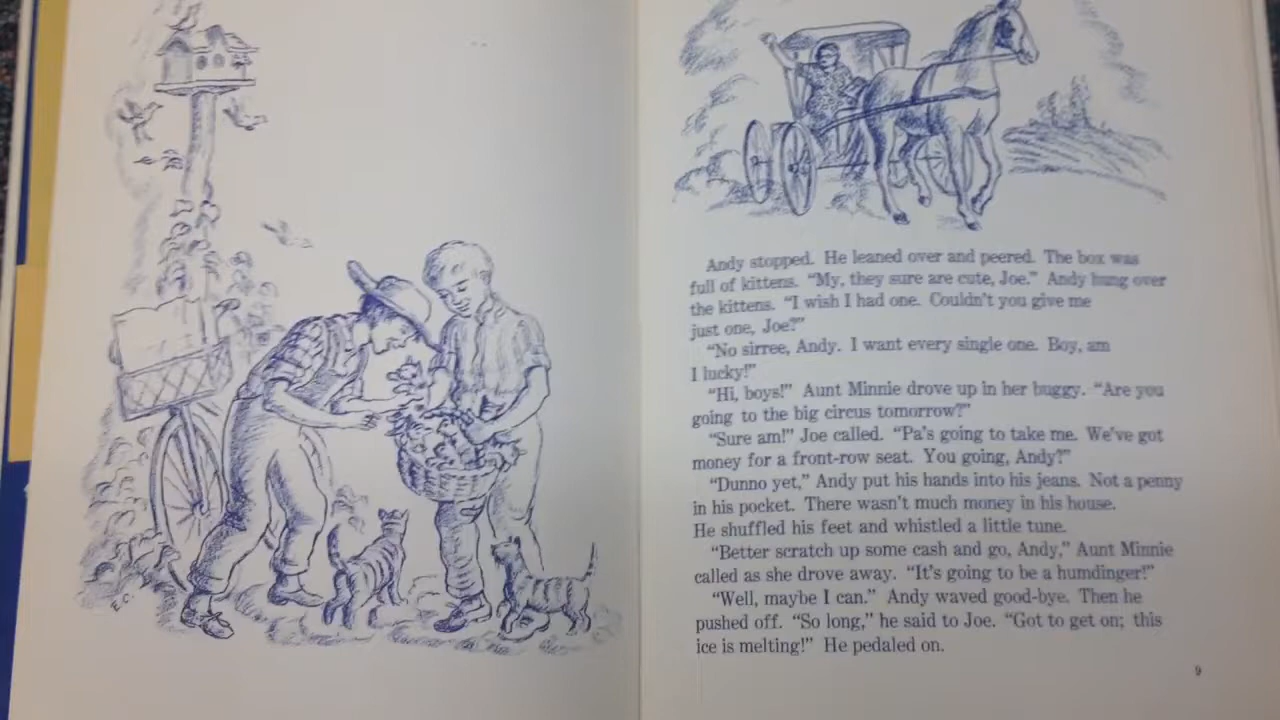 Andy stopped. He leaned over and peered. The box was
full of kittens. "My, they sure are cute, Joe." Andy hung over
the kittens. "I wish I had one. Couldn't you give me
just one, Joe?"
"No sirree, Andy. I want every single one. Boy, am
I lucky!"
"Hi, boys!" Aunt Minnie drove up in her buggy. "Are you
going to the big circus tomorrow?"
"Sure am!" Joe called. "Pa's going to take me. We've got
money for a front-row seat. You going, Andy?"
"Dunno yet," Andy put his hands into his jeans. Not a penny
in his pocket. There wasn't much money in his house.
He shuffled his feet and whistled a little tune.
"Better scratch up some cash and go, Andy," Aunt Minnie
called as she drove away. "It's going to be a humdinger!"
"Well, maybe I can." Andy waved good-bye. Then he
pushed off. "So long," he said to Joe. "Got to get on; this
ice is melting!" He pedaled on.
9